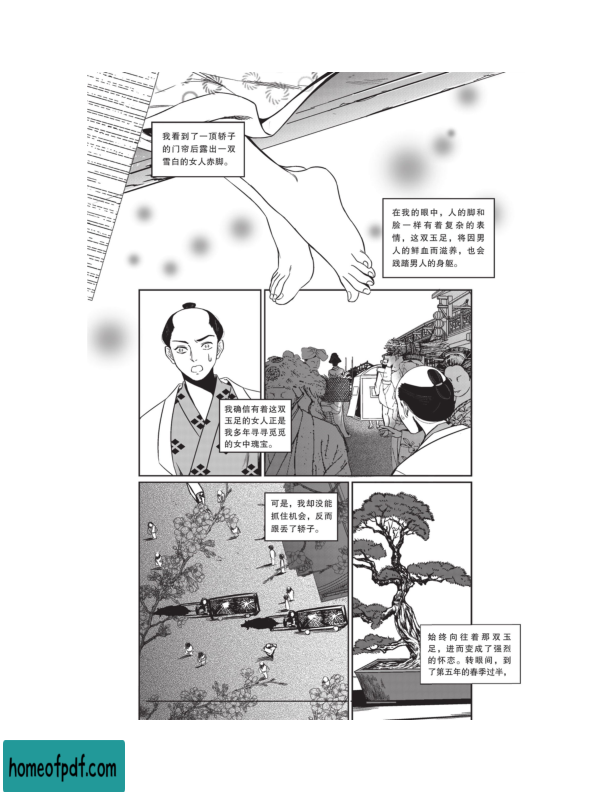 我看到了一顶轿子
的门帘后露出一双
雪白的女人赤脚。
在我的眼中，人的脚和
脸一样有着复杂的表
情，这双玉足，将因男
人的鲜血而滋养，也会
践踏男人的身躯。
我确信有着这双
玉足的女人正是
我多年寻寻觅觅
的女中瑰宝。
可是，我却没能
抓住机会，反而
跟丢了轿子。
始终向往着那双玉
足，进而变成了强烈
的怀恋。转眼间，到
了第五年的春季过半，
homeofpdf.com